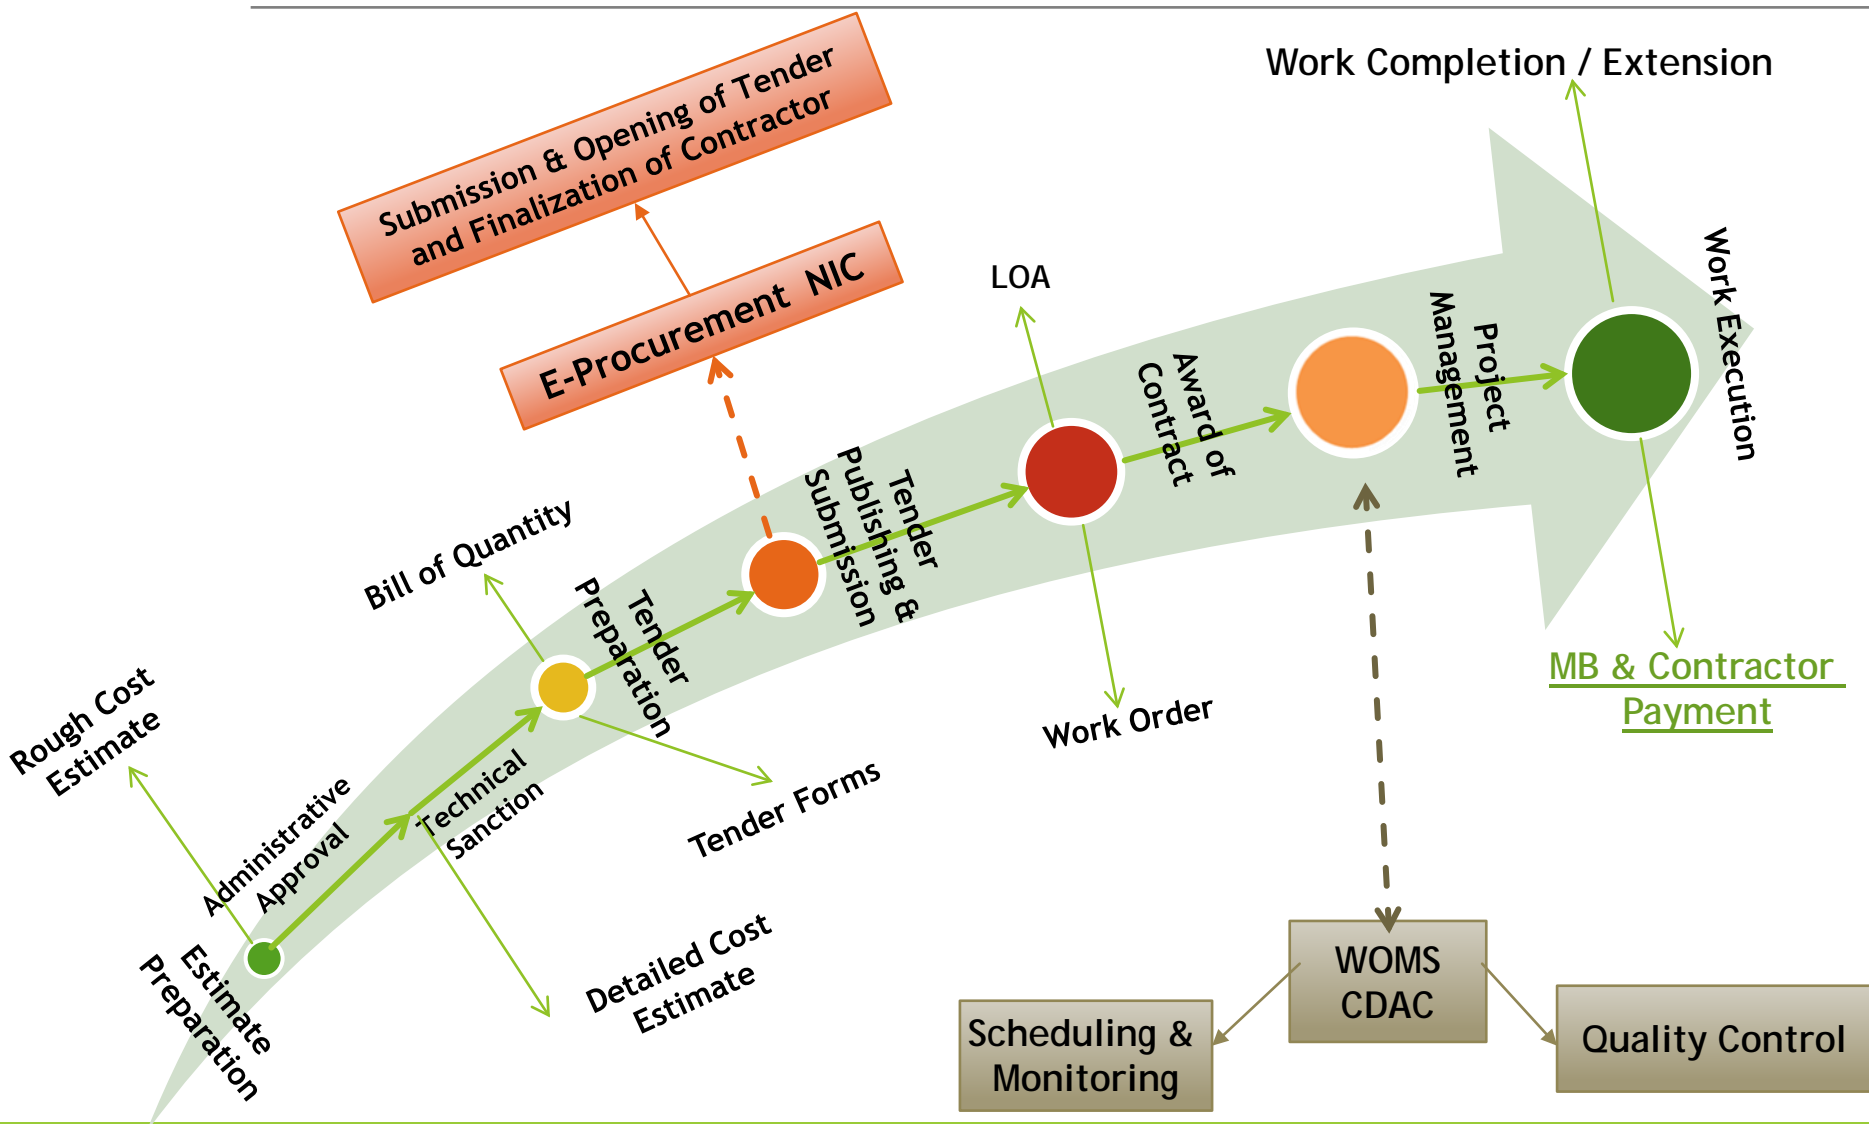 Work Completion / Extension
Submission & Opening of Tender
and Finalization of Contractor
E-Procurement NIC
LOA
Work Execution
Project
Management
Award of
Contract
Tender
Publishing &
Submission
Bill of Quantity
Tender
Preparation
MB & Contractor
Payment
Work Order
Rough Cost
Estimate
Administrative
Approval
Technical
Sanction
Tender Forms
Estimate
Preparation
Detailed Cost
Estimate
WOMS
CDAC
Scheduling &
Monitoring
Quality Control